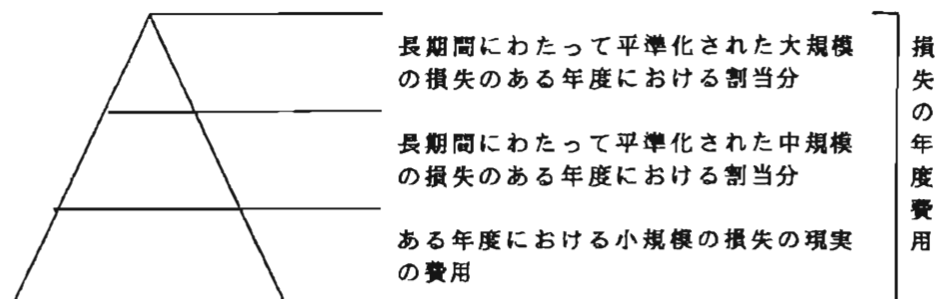 長期間にわたって平準化された大規模
の損失のある年度における割当分
長期間にわたって平準化された中規模
の損失のある年度における割当分
ある年度における小規模の損失の現実
の費用
損失の年度費用